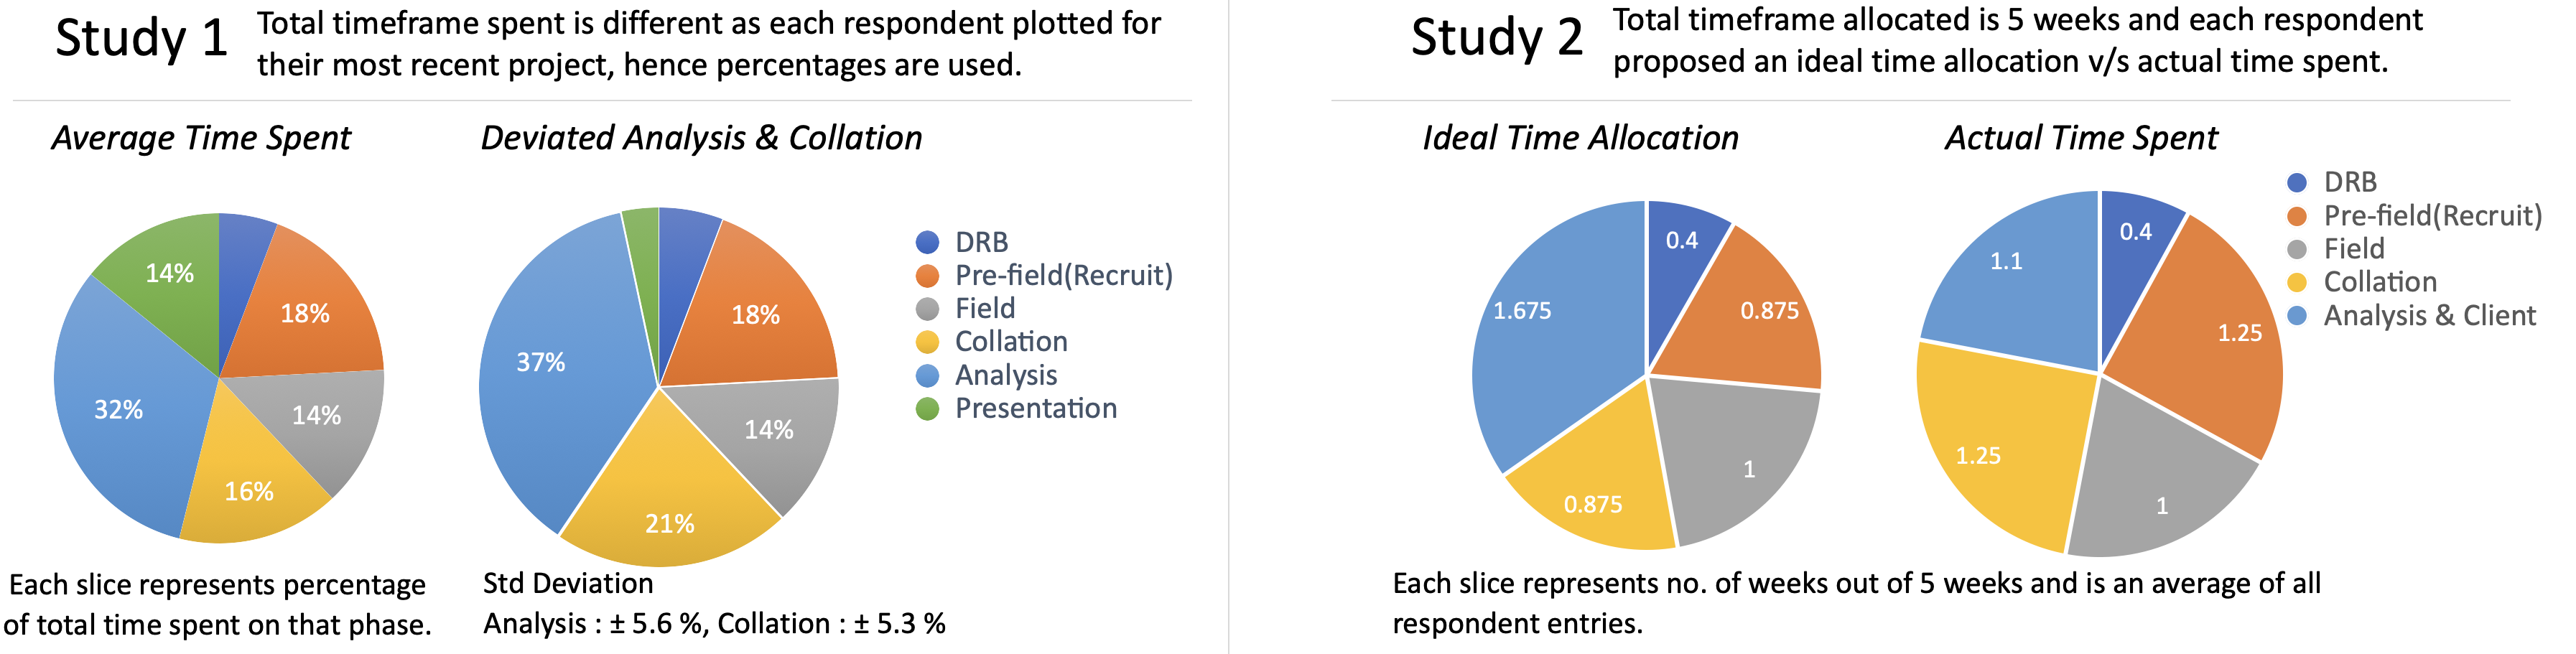 Study 1
Total timeframe spent is different as each respondent plotted for
their most recent project, hence percentages are used.
Average Time Spent
Deviated Analysis & Collation
14%
18%
32%
14%
16%
37%
18%
14%
21%
DRB
Pre-field(Recruit)
Field
Collation
Analysis
Presentation
Each slice represents percentage
of total time spent on that phase.
Std Deviation
Analysis : ± 5.6 %, Collation : ± 5.3 %
Study 2
Total timeframe allocated is 5 weeks and each respondent
proposed an ideal time allocation v/s actual time spent.
Ideal Time Allocation
Actual Time Spent
0.4
1.675
0.875
1
0.875
0.4
1.1
1.25
1.25
1
DRB
Pre-field(Recruit)
Field
Collation
Analysis & Client
Each slice represents no. of weeks out of 5 weeks and is an average of all
respondent entries.